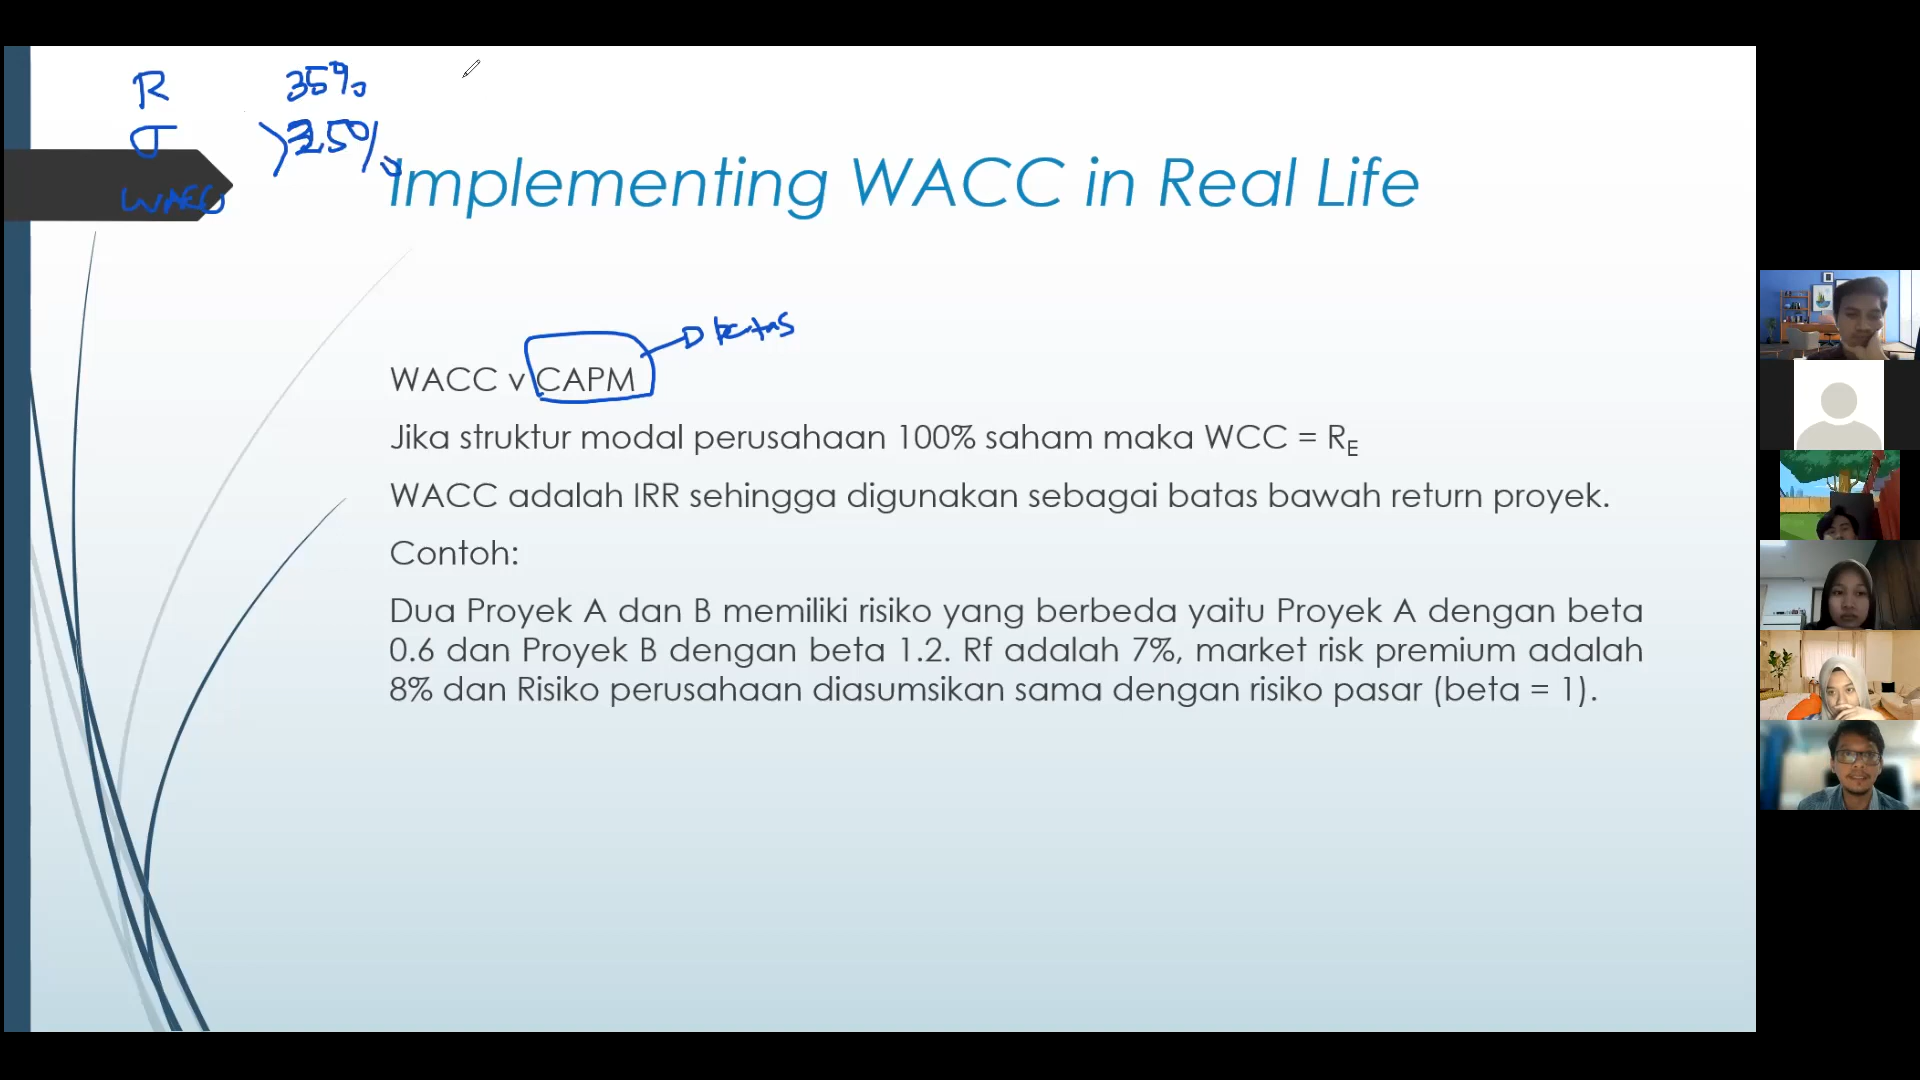 R 35%
σ
WACC
Implementing WACC in Real Life
batas
WACC v CAPM
Jika struktur modal perusahaan 100% saham maka WCC = RE
WACC adalah IRR sehingga digunakan sebagai batas bawah return proyek.
Contoh:
Dua Proyek A dan B memiliki risiko yang berbeda yaitu Proyek A dengan beta
0.6 dan Proyek B dengan beta 1.2. Rf adalah 7%, market risk premium adalah
8% dan Risiko perusahaan diasumsikan sama dengan risiko pasar (beta = 1).